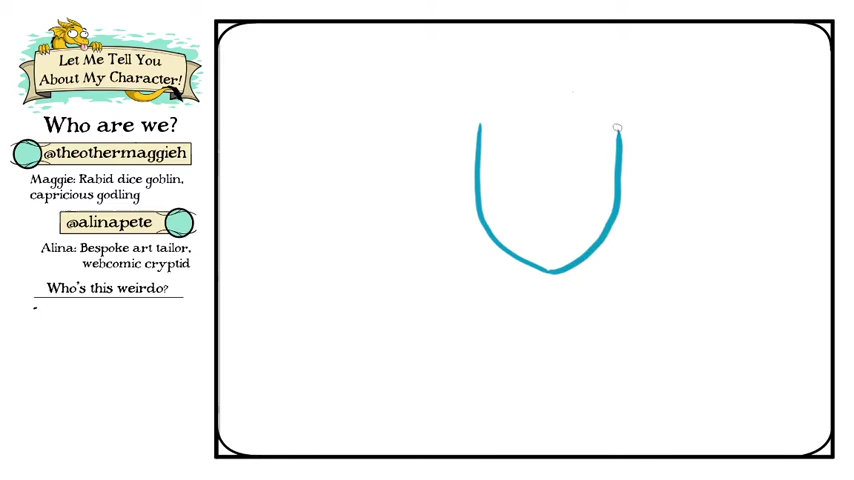 Let Me Tell You
About My Character!
Who are we?
@theothermaggieh
Maggie: Rabid dice goblin,
capricious godling
@alinapete
Alina: Bespoke art tailor,
webcomic cryptid
Who's this weirdo?
-